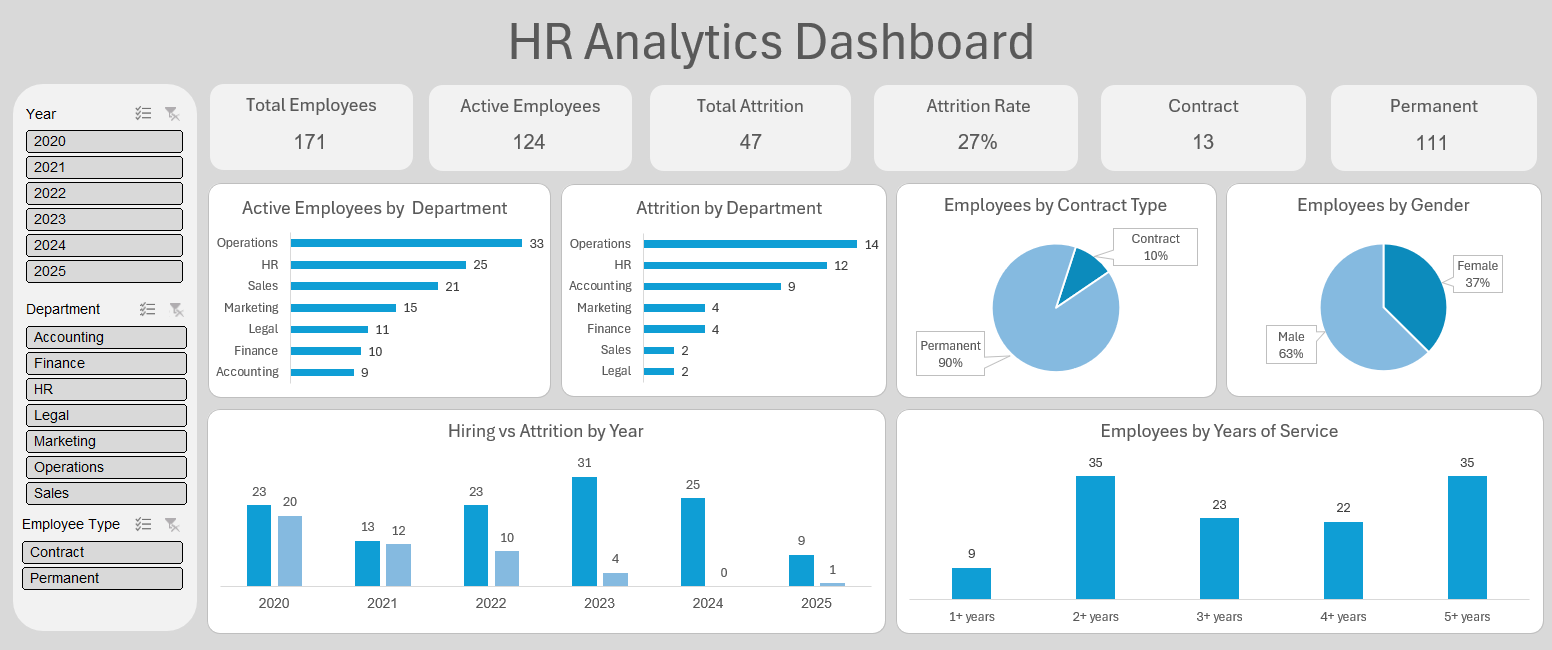 HR Analytics Dashboard
Year
2020
2021
2022
2023
2024
2025
Department
Accounting
Finance
HR
Legal
Marketing
Operations
Sales
Employee Type
Contract
Permanent
Total Employees
171
Active Employees
124
Total Attrition
47
Attrition Rate
27%
Contract
13
Permanent
111
Active Employees by Department
Operations 33
HR 25
Sales 21
Marketing 15
Legal 11
Finance 10
Accounting 9
Attrition by Department
Operations 14
HR 12
Accounting 9
Marketing 4
Finance 4
Sales 2
Legal 2
Employees by Contract Type
Contract
10%
Permanent
90%
Employees by Gender
Female
37%
Male
63%
Hiring vs Attrition by Year
23 20 13 12 23 10 31 4 25 0 9 1
2020 2021 2022 2023 2024 2025
Employees by Years of Service
9 35 23 22 35
1+ years 2+ years 3+ years 4+ years 5+ years